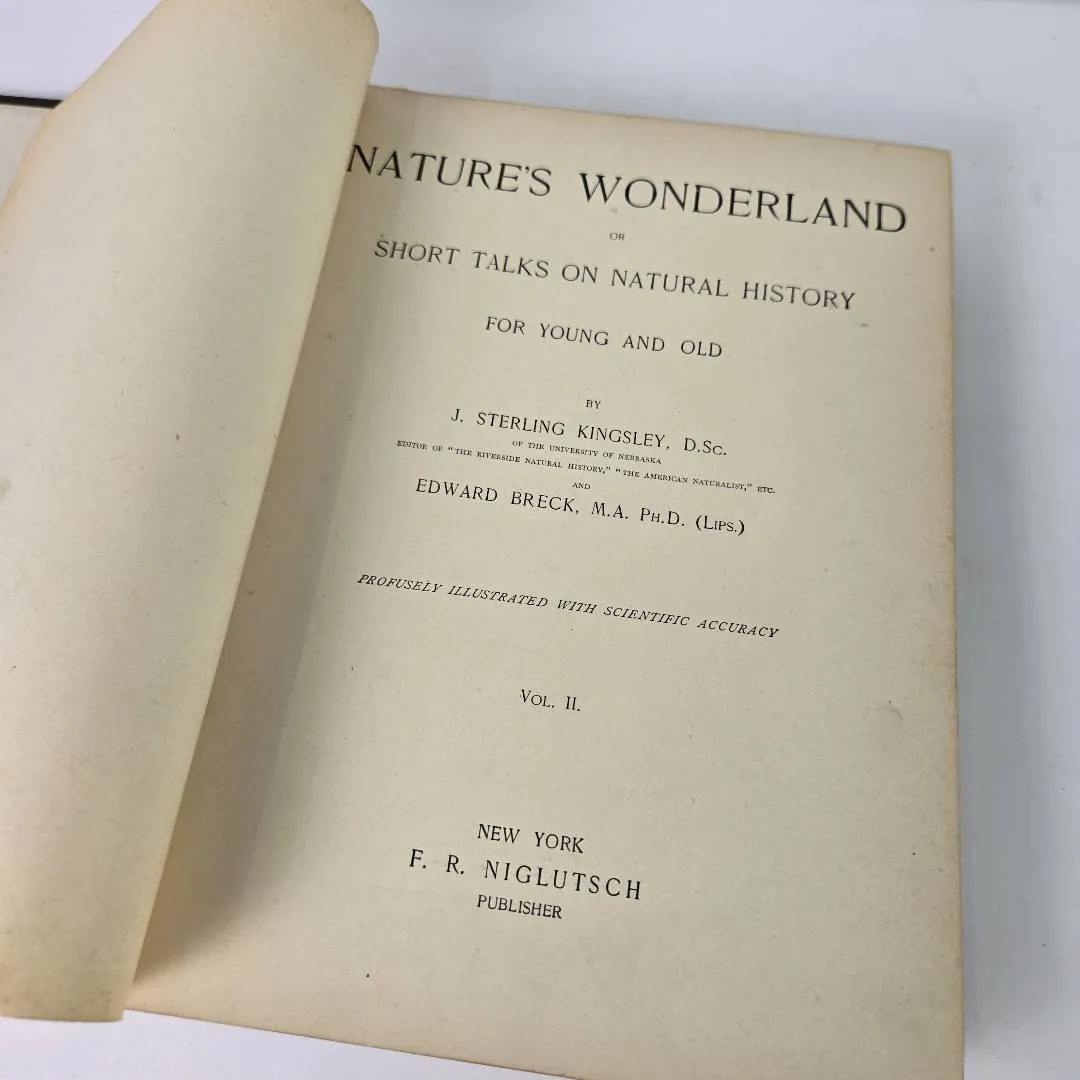 NATURE'S WONDERLAND
OR
SHORT TALKS ON NATURAL HISTORY
FOR YOUNG AND OLD
BY
J. STERLING KINGSLEY, D.Sc.
OF THE UNIVERSITY OF NEBRASKA
EDITOR OF "THE RIVERSIDE NATURAL HISTORY," "THE AMERICAN NATURALIST," ETC.
AND
EDWARD BRECK, M.A. Ph.D. (Lips.)
PROFUSELY ILLUSTRATED WITH SCIENTIFIC ACCURACY
Vol. II.
NEW YORK
F. R. NIGLUTSCH
PUBLISHER